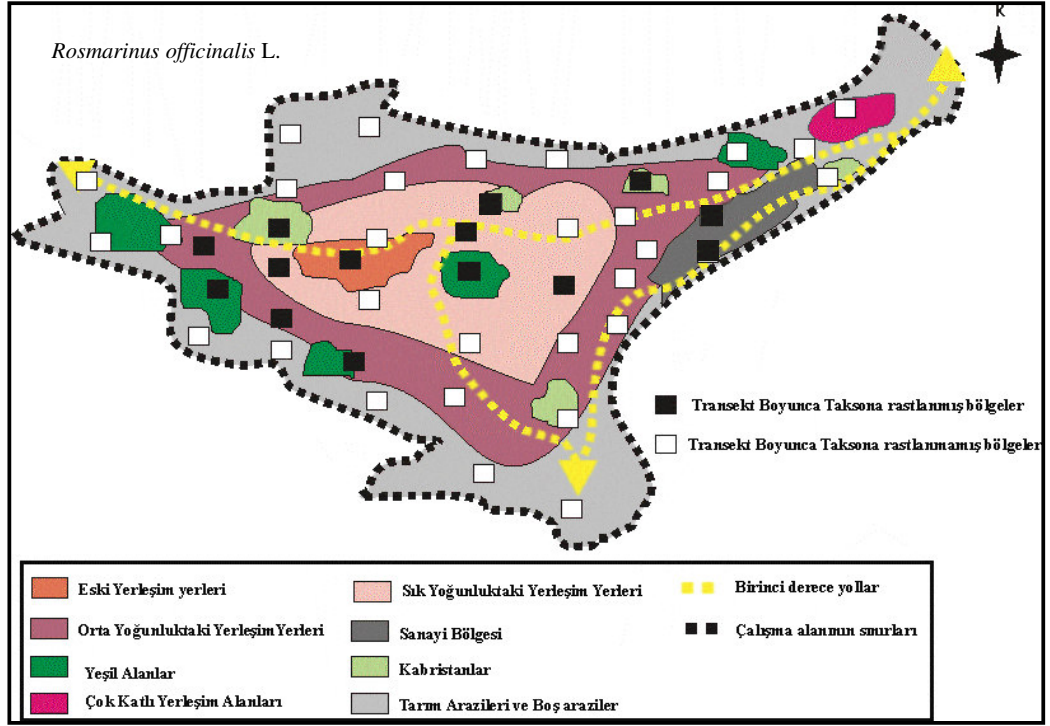 K
Rosmarinus officinalis L.
Transekt Boyunca Taksona rastlanmış bölgeler
Transekt Boyunca Taksona rastlanmamış bölgeler
Eski Yerleşim yerleri
Sık Yoğunluktaki Yerleşim Yerleri
Birinci derece yollar
Orta Yoğunluktaki Yerleşim Yerleri
Sanayi Bölgesi
Çalışma alanının sınırları
Yeşil Alanlar
Kabristanlar
Çok Katlı Yerleşim Alanları
Tarım Arazileri ve Boş araziler